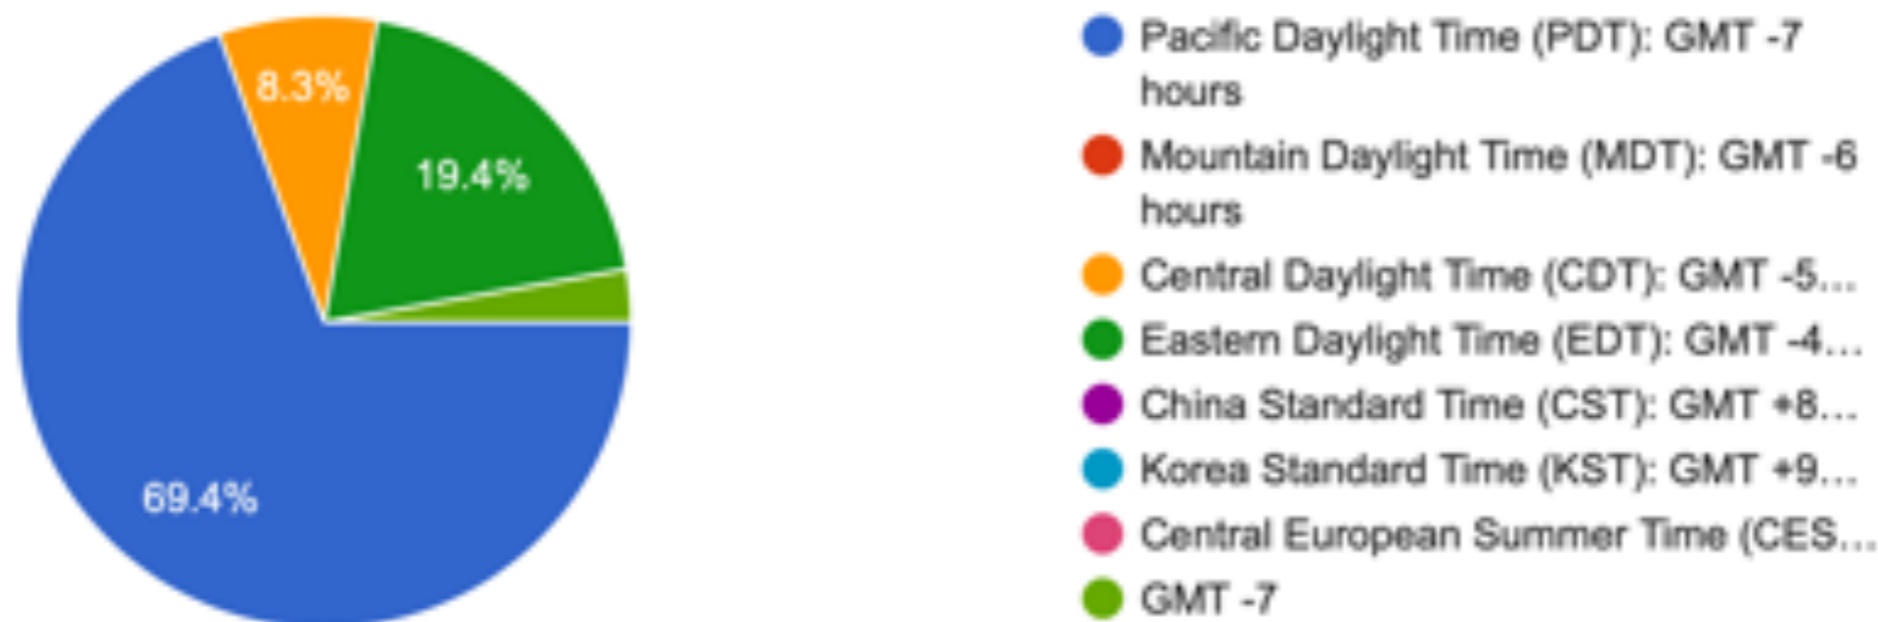 8.3%
19.4%
69.4%
Pacific Daylight Time (PDT): GMT -7
hours
Mountain Daylight Time (MDT): GMT -6
hours
Central Daylight Time (CDT): GMT -5…
Eastern Daylight Time (EDT): GMT -4…
China Standard Time (CST): GMT +8…
Korea Standard Time (KST): GMT +9…
Central European Summer Time (CES…
GMT -7